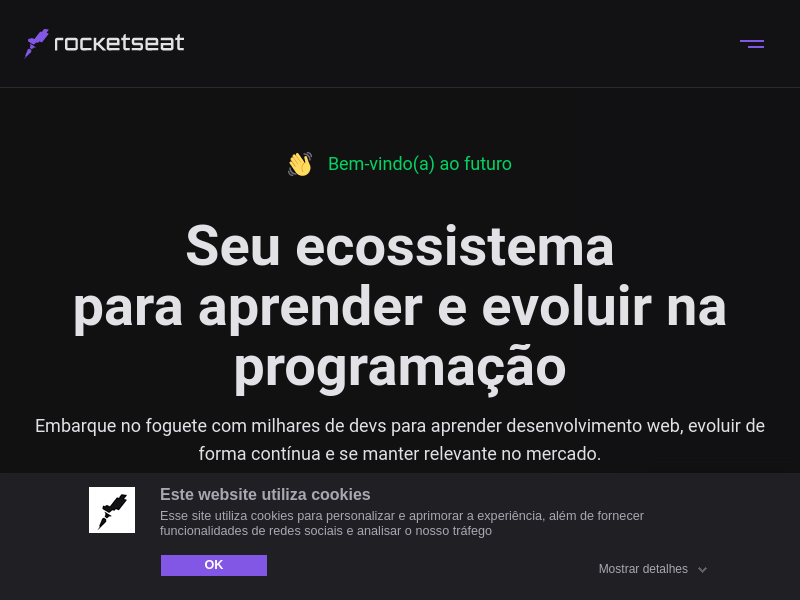 rocketseat
Bem-vindo(a) ao futuro
Seu ecossistema
para aprender e evoluir na
programação
Embarque no foguete com milhares de devs para aprender desenvolvimento web, evoluir de
forma contínua e se manter relevante no mercado.
Este website utiliza cookies
Esse site utiliza cookies para personalizar e aprimorar a experiência, além de fornecer
funcionalidades de redes sociais e analisar o nosso tráfego
OK
Mostrar detalhes